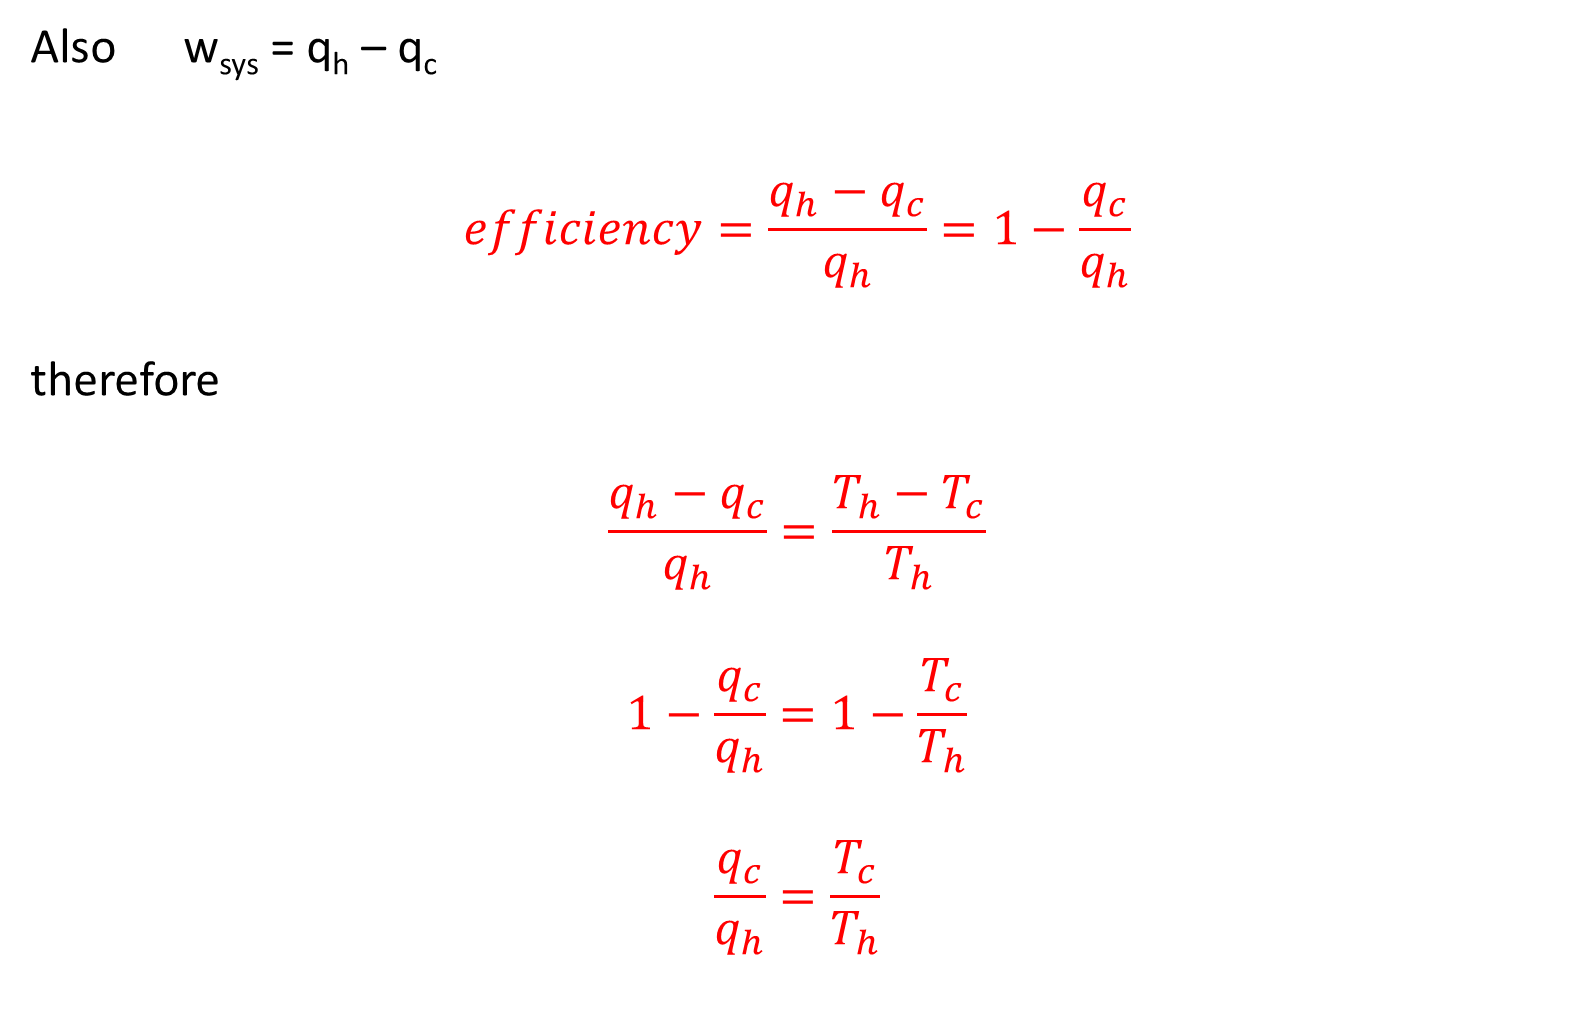 Also w_sys = q_h – q_c
efficiency = (q_h − q_c)/q_h = 1 − q_c/q_h
therefore
(q_h − q_c)/q_h = (T_h − T_c)/T_h
1 − q_c/q_h = 1 − T_c/T_h
q_c/q_h = T_c/T_h